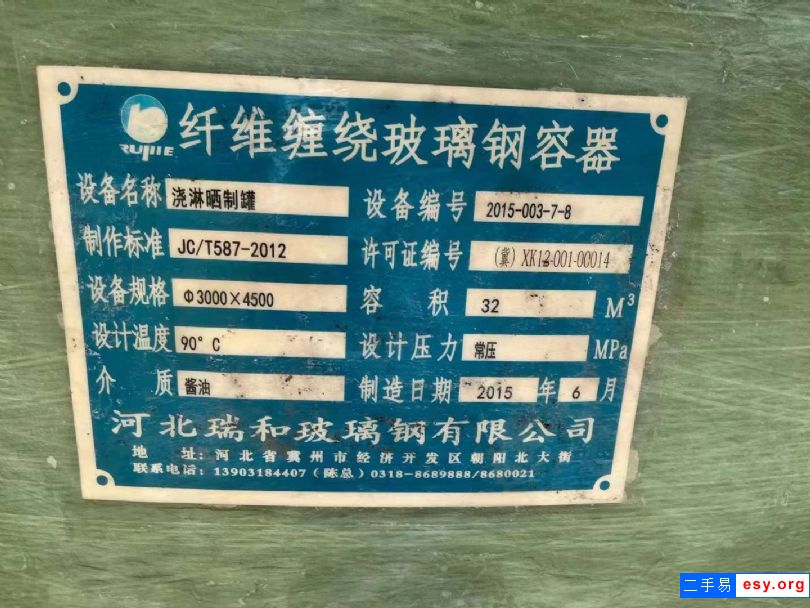 RUIHE 纤维缠绕玻璃钢容器
设备名称 浇淋晒制罐 设备编号 2015-003-7-8
制作标准 JC/T587-2012 许可证编号 (冀) XK12-001-00014
设备规格 Φ3000×4500 容积 32 M³
设计温度 90°C 设计压力 常压 MPa
介质 酱油 制造日期 2015 年 6 月
河北瑞和玻璃钢有限公司
地址:河北省冀州市经济开发区朝阳北大街
联系电话:13903184407(陈总)0318-8689888/8680021
二手易 esy.org